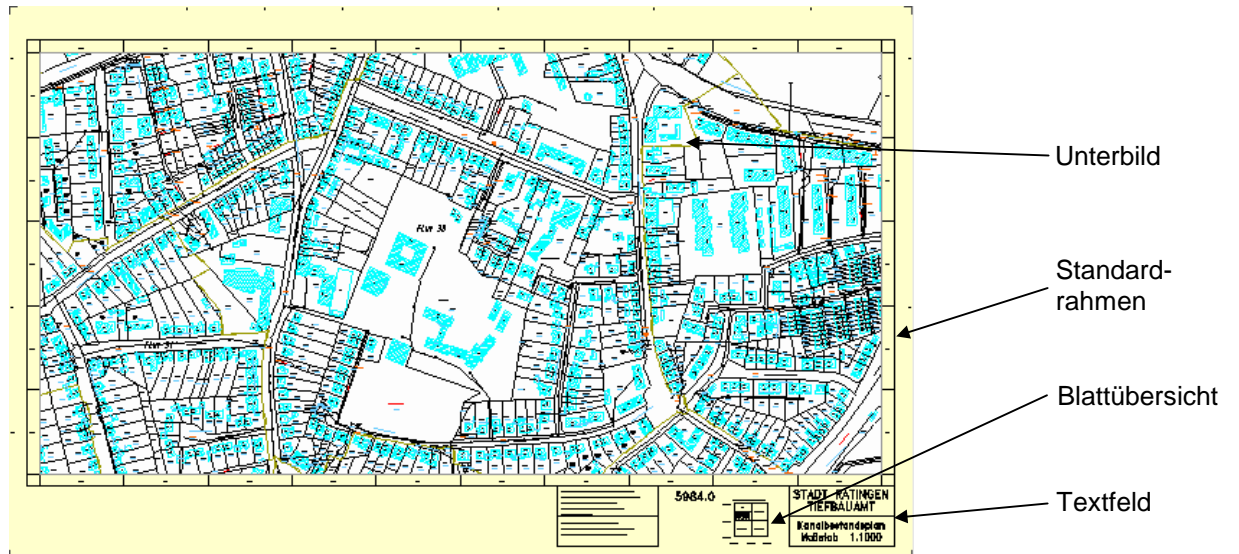 Unterbild
Flur 38
Standard-
rahmen
Flur 31
Blattübersicht
5984.0
STADT RATINGEN
TIEFBAUAMT
Textfeld
Kanalbestandsplan
Maßstab 1.1000